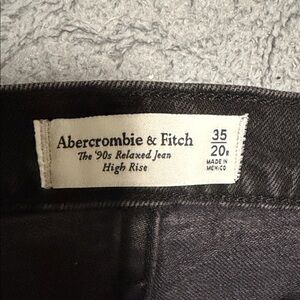 Abercrombie & Fitch
The '90s Relaxed Jean
High Rise
35
20R
MADE IN
MEXICO